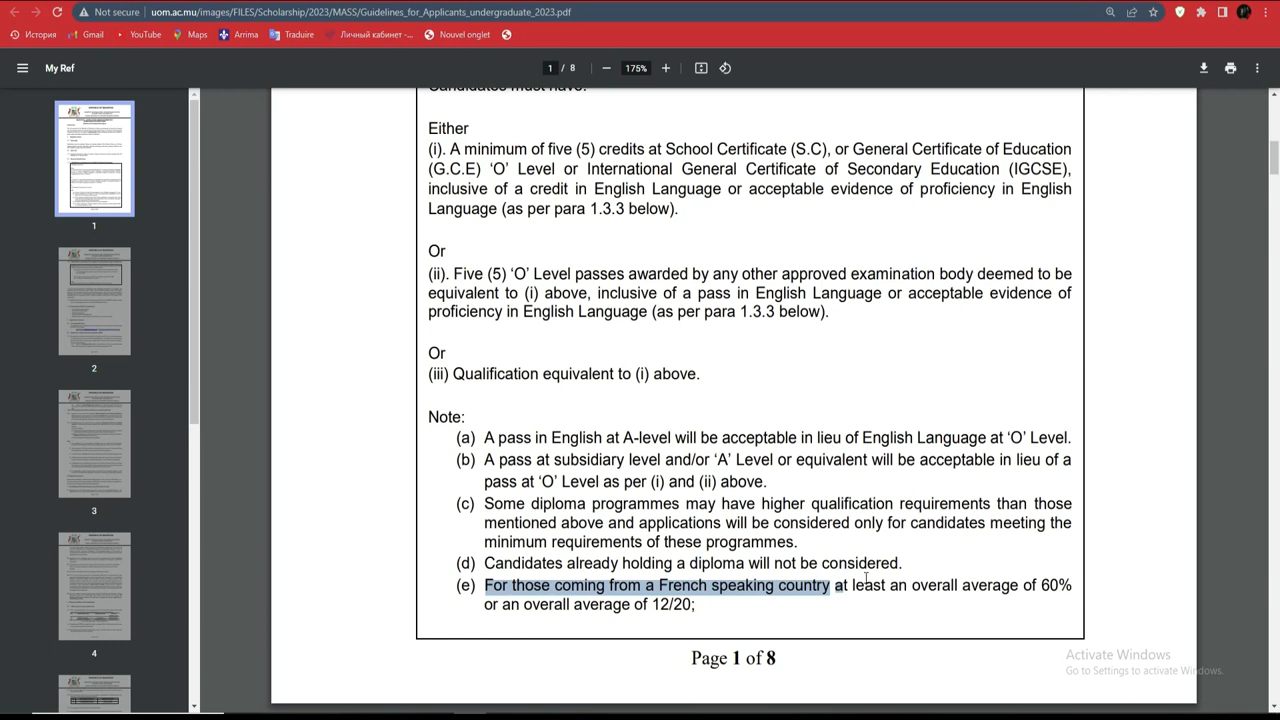 Not secure | uom.ac.mu/images/FILES/Scholarship/2023/MASS/Guidelines_for_Applicants_undergraduate_2023.pdf
История Gmail YouTube Maps Arrima Traduire Личный кабинет -... Nouvel onglet
My Ref 1 / 8 175%
Candidates must have:
Either
(i). A minimum of five (5) credits at School Certificate (S.C), or General Certificate of Education
(G.C.E) ‘O’ Level or International General Certificate of Secondary Education (IGCSE),
inclusive of a credit in English Language or acceptable evidence of proficiency in English
Language (as per para 1.3.3 below).
Or
(ii). Five (5) ‘O’ Level passes awarded by any other approved examination body deemed to be
equivalent to (i) above, inclusive of a pass in English Language or acceptable evidence of
proficiency in English Language (as per para 1.3.3 below).
Or
(iii) Qualification equivalent to (i) above.
Note:
(a) A pass in English at A-level will be acceptable in lieu of English Language at ‘O’ Level.
(b) A pass at subsidiary level and/or ‘A’ Level or equivalent will be acceptable in lieu of a
pass at ‘O’ Level as per (i) and (ii) above.
(c) Some diploma programmes may have higher qualification requirements than those
mentioned above and applications will be considered only for candidates meeting the
minimum requirements of these programmes.
(d) Candidates already holding a diploma will not be considered.
(e) For those coming from a French speaking country at least an overall average of 60%
or an overall average of 12/20;
Page 1 of 8
Activate Windows
Go to Settings to activate Windows.
1
2
3
4